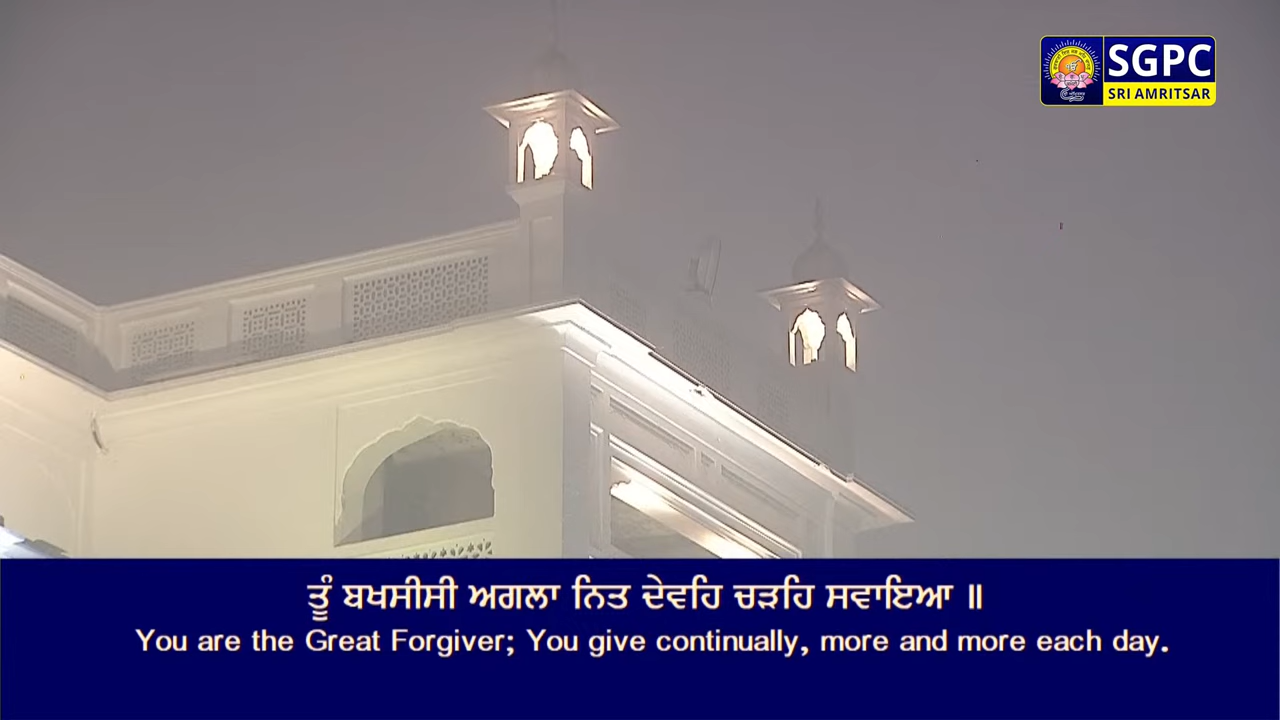 SGPC
SRI AMRITSAR
ਤੂੰ ਬਖਸੀਸੀ ਅਗਲਾ ਨਿਤ ਦੇਵਹਿ ਚੜਹਿ ਸਵਾਇਆ ॥
You are the Great Forgiver; You give continually, more and more each day.